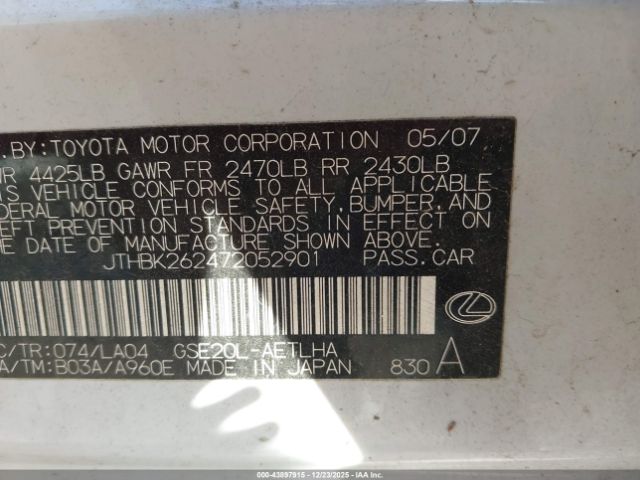 .BY:TOYOTA MOTOR CORPORATION 05/07
WR 4425LB GAWR FR 2470LB RR 2430LB
IS VEHICLE CONFORMS TO ALL APPLICABLE
DERAL MOTOR VEHICLE SAFETY,BUMPER,AND
EFT PREVENTION STANDARDS IN EFFECT ON
E DATE OF MANUFACTURE SHOWN ABOVE.
JTHBK262472052901 PASS.CAR
C/TR:074/LA04 GSE20L-AETLHA
A/TM:B03A/A960E MADE IN JAPAN 830 A
000-43897915 - 12/23/2025 - COPYRIGHT IAA, LLC.